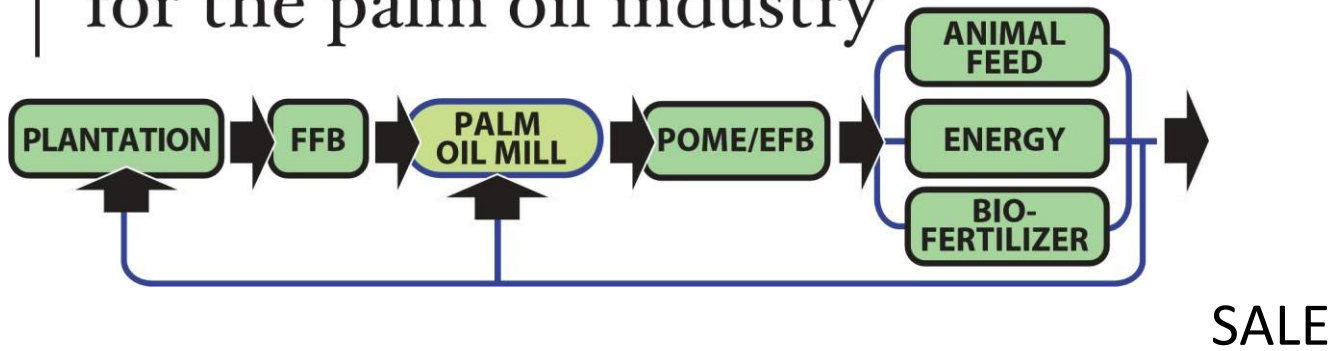 for the palm oil industry
ANIMAL
FEED
PLANTATION
FFB
PALM
OIL MILL
POME/EFB
ENERGY
BIO-
FERTILIZER
SALE